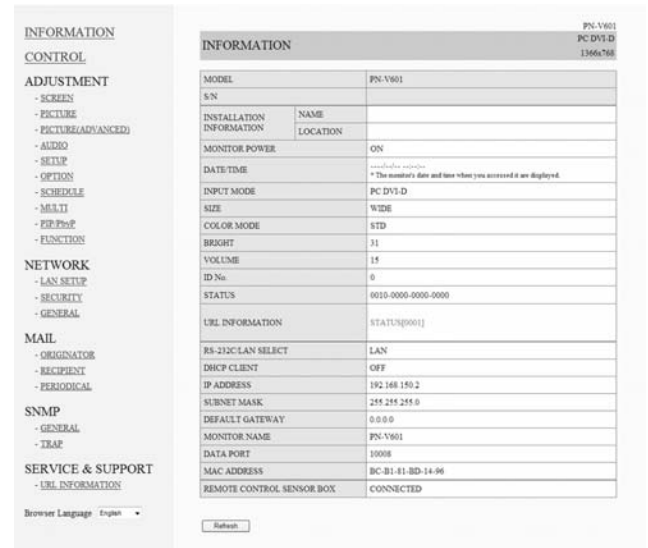 INFORMATION
CONTROL
ADJUSTMENT
- SCREEN
- PICTURE
- PICTURE(ADVANCED)
- AUDIO
- SETUP
- OPTION
- SCHEDULE
- MULTI
- PIP/PbyP
- FUNCTION
NETWORK
- LAN SETUP
- SECURITY
- GENERAL
MAIL
- ORIGINATOR
- RECIPIENT
- PERIODICAL
SNMP
- GENERAL
- TRAP
SERVICE & SUPPORT
- URL INFORMATION
Browser Language English
PN-V601
INFORMATION PC DVI-D
1366x768
MODEL PN-V601
S/N
INSTALLATION INFORMATION NAME
LOCATION
MONITOR POWER ON
DATE/TIME ----/--/-- --:--:--
* The monitor's date and time when you accessed it are displayed.
INPUT MODE PC DVI-D
SIZE WIDE
COLOR MODE STD
BRIGHT 31
VOLUME 15
ID No. 0
STATUS 0010-0000-0000-0000
URL INFORMATION STATUS[0001]
RS-232C/LAN SELECT LAN
DHCP CLIENT OFF
IP ADDRESS 192.168.150.2
SUBNET MASK 255.255.255.0
DEFAULT GATEWAY 0.0.0.0
MONITOR NAME PN-V601
DATA PORT 10008
MAC ADDRESS BC-B1-81-BD-14-96
REMOTE CONTROL SENSOR BOX CONNECTED
Refresh